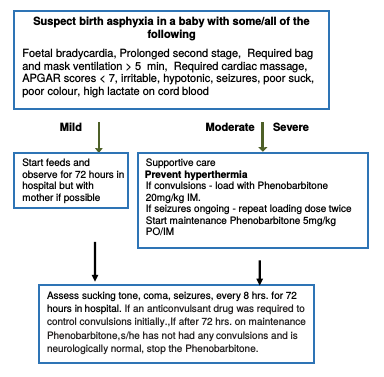 Suspect birth asphyxia in a baby with some/all of the
following
Foetal bradycardia, Prolonged second stage, Required bag
and mask ventilation > 5 min, Required cardiac massage,
APGAR scores < 7, irritable, hypotonic, seizures, poor suck,
poor colour, high lactate on cord blood
Mild
Moderate Severe
Start feeds and
observe for 72 hours in
hospital but with
mother if possible
Supportive care
Prevent hyperthermia
If convulsions - load with Phenobarbitone
20mg/kg IM.
If seizures ongoing - repeat loading dose twice
Start maintenance Phenobarbitone 5mg/kg
PO/IM
Assess sucking tone, coma, seizures, every 8 hrs. for 72
hours in hospital. If an anticonvulsant drug was required to
control convulsions initially.,If after 72 hrs. on maintenance
Phenobarbitone,s/he has not had any convulsions and is
neurologically normal, stop the Phenobarbitone.